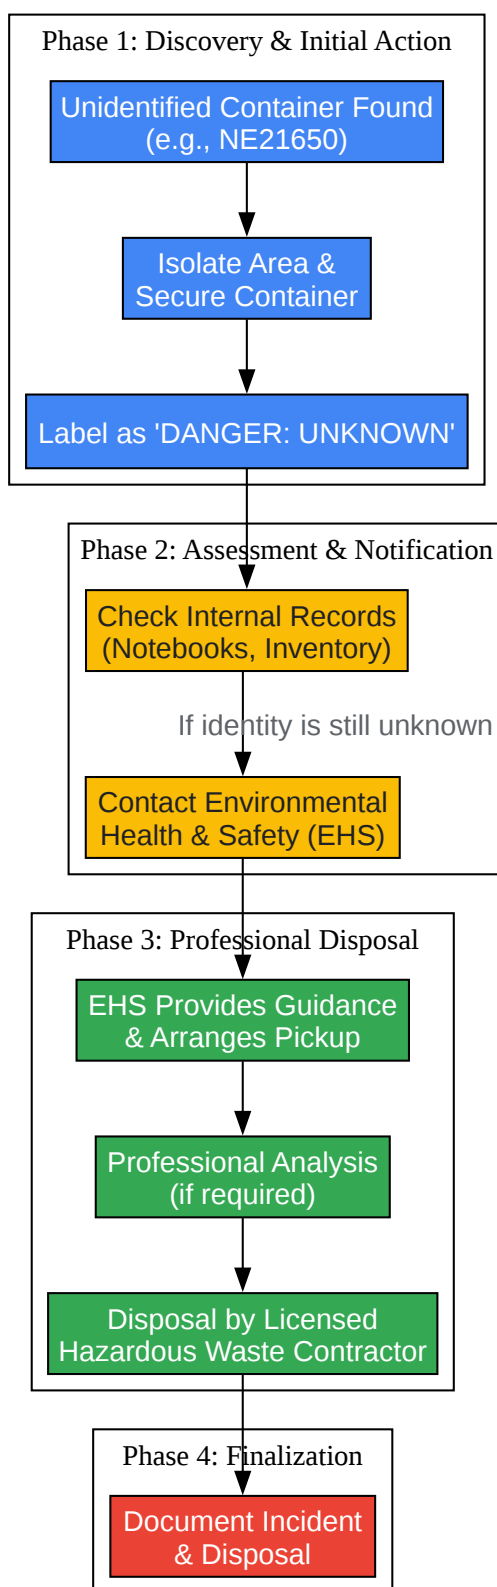 Phase 1: Discovery & Initial Action
Unidentified Container Found
(e.g., NE21650)
Isolate Area &
Secure Container
Label as 'DANGER: UNKNOWN'
Phase 2: Assessment & Notification
Check Internal Records
(Notebooks, Inventory)
If identity is still unknown
Contact Environmental
Health & Safety (EHS)
Phase 3: Professional Disposal
EHS Provides Guidance
& Arranges Pickup
Professional Analysis
(if required)
Disposal by Licensed
Hazardous Waste Contractor
Phase 4: Finalization
Document Incident
& Disposal